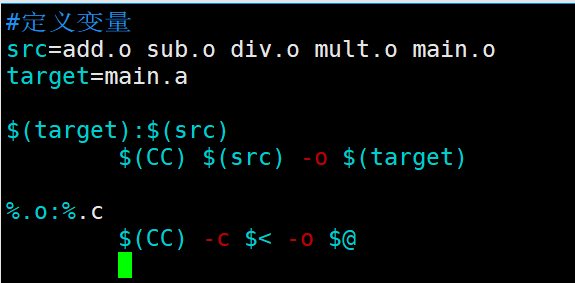 #定义变量
src=add.o sub.o div.o mult.o main.o
target=main.a
$(target):$(src)
$(CC) $(src) -o $(target)
%.o:%.c
$(CC) -c $< -o $@